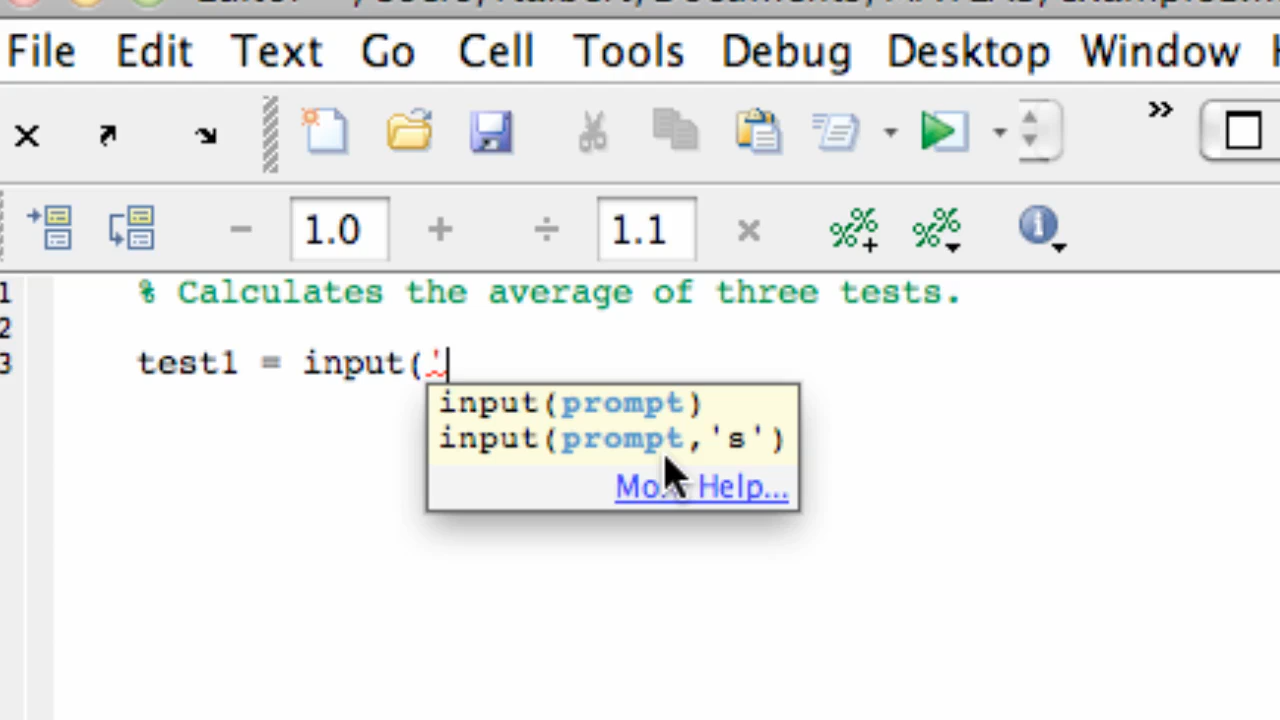 File Edit Text Go Cell Tools Debug Desktop Window
1.0 1.1
1 % Calculates the average of three tests.
2
3 test1 = input('
input(prompt)
input(prompt,'s')
Help...